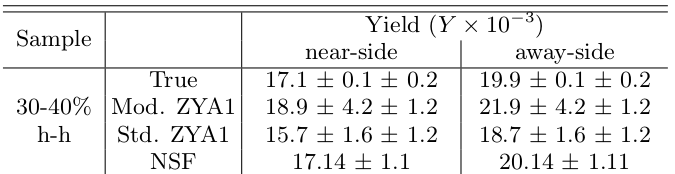 Sample Yield (Y × 10⁻³)
near-side away-side
True 17.1 ± 0.1 ± 0.2 19.9 ± 0.1 ± 0.2
30-40% Mod. ZYA1 18.9 ± 4.2 ± 1.2 21.9 ± 4.2 ± 1.2
h-h Std. ZYA1 15.7 ± 1.6 ± 1.2 18.7 ± 1.6 ± 1.2
NSF 17.14 ± 1.1 20.14 ± 1.11